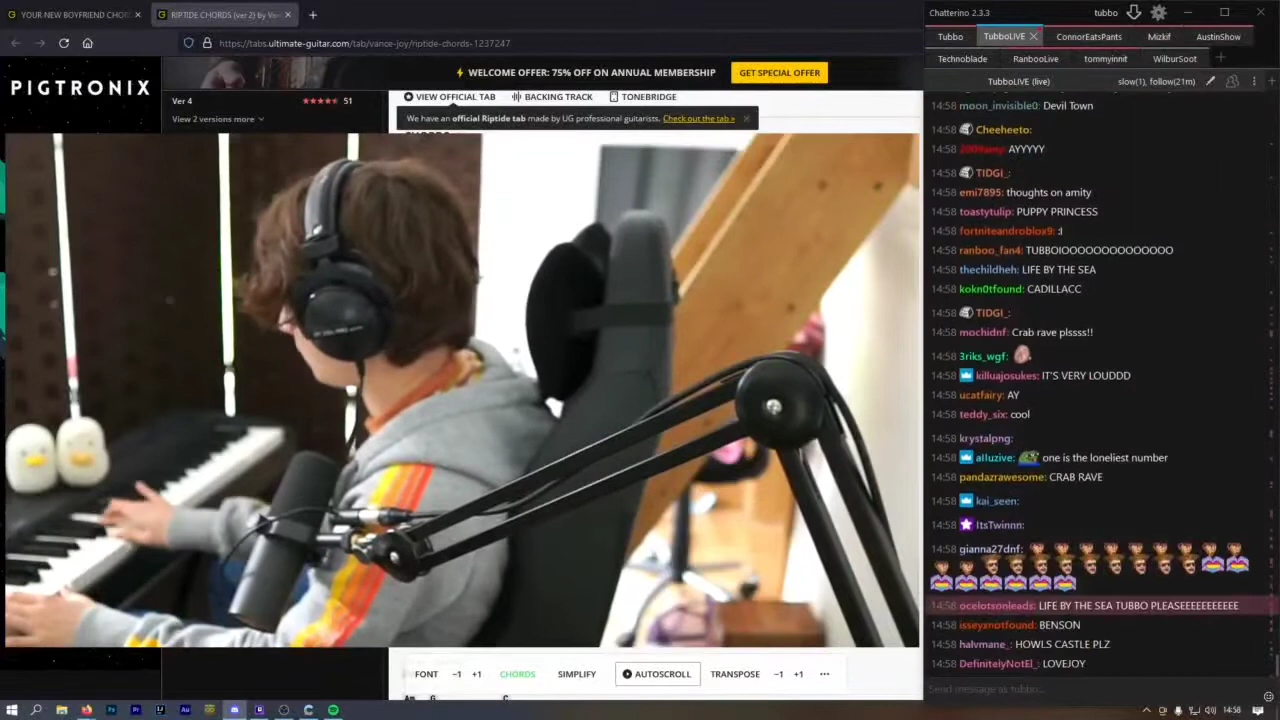 YOUR NEW BOYFRIEND CHORDS
RIPTIDE CHORDS (ver 2) by Van
https://tabs.ultimate-guitar.com/tab/vance-joy/riptide-chords-1237247
PIGTRONIX
WELCOME OFFER: 75% OFF ON ANNUAL MEMBERSHIP
GET SPECIAL OFFER
Ver 4
51
View 2 versions more
VIEW OFFICIAL TAB
BACKING TRACK
TONEBRIDGE
We have an official Riptide tab made by UG professional guitarists. Check out the tab »
FONT
−1
+1
CHORDS
SIMPLIFY
AUTOSCROLL
TRANSPOSE
−1
+1
Am G C
Chatterino 2.3.3
tubbo
Tubbo
TubboLIVE
ConnorEatsPants
Mizkif
AustinShow
Technoblade
RanbooLive
tommyinnit
WilburSoot
TubboLIVE (live)
slow(1), follow(21m)
14:58 moon_invisible0: Devil Town
14:58 Cheeheeto:
14:58 AYYYYY
14:58 TIDGI_:
14:58 emi7895: thoughts on amity
14:58 toastytulip: PUPPY PRINCESS
14:58 fortniteandroblox9: :l
14:58 ranboo_fan4: TUBBOIOOOOOOOOOOOOOO
14:58 thechildheh: LIFE BY THE SEA
14:58 kokn0tfound: CADILLACC
14:58 TIDGI_:
14:58 mochidnf: Crab rave plssss!!
14:58 3riks_wgf:
14:58 killuajosukes: IT'S VERY LOUDDD
14:58 ucatfairy: AY
14:58 teddy_six: cool
14:58 krystalpng:
14:58 alluzive: one is the loneliest number
14:58 pandazrawesome: CRAB RAVE
14:58 kai_seen:
14:58 ItsTwinnn:
14:58 gianna27dnf:
14:58 ocelotsonleads: LIFE BY THE SEA TUBBO PLEASEEEEEEEEEE
14:58 isseyxnotfound: BENSON
14:58 halvmane_: HOWLS CASTLE PLZ
14:58 DefinitelyNotEl_: LOVEJOY
Send message as tubbo...
14:58